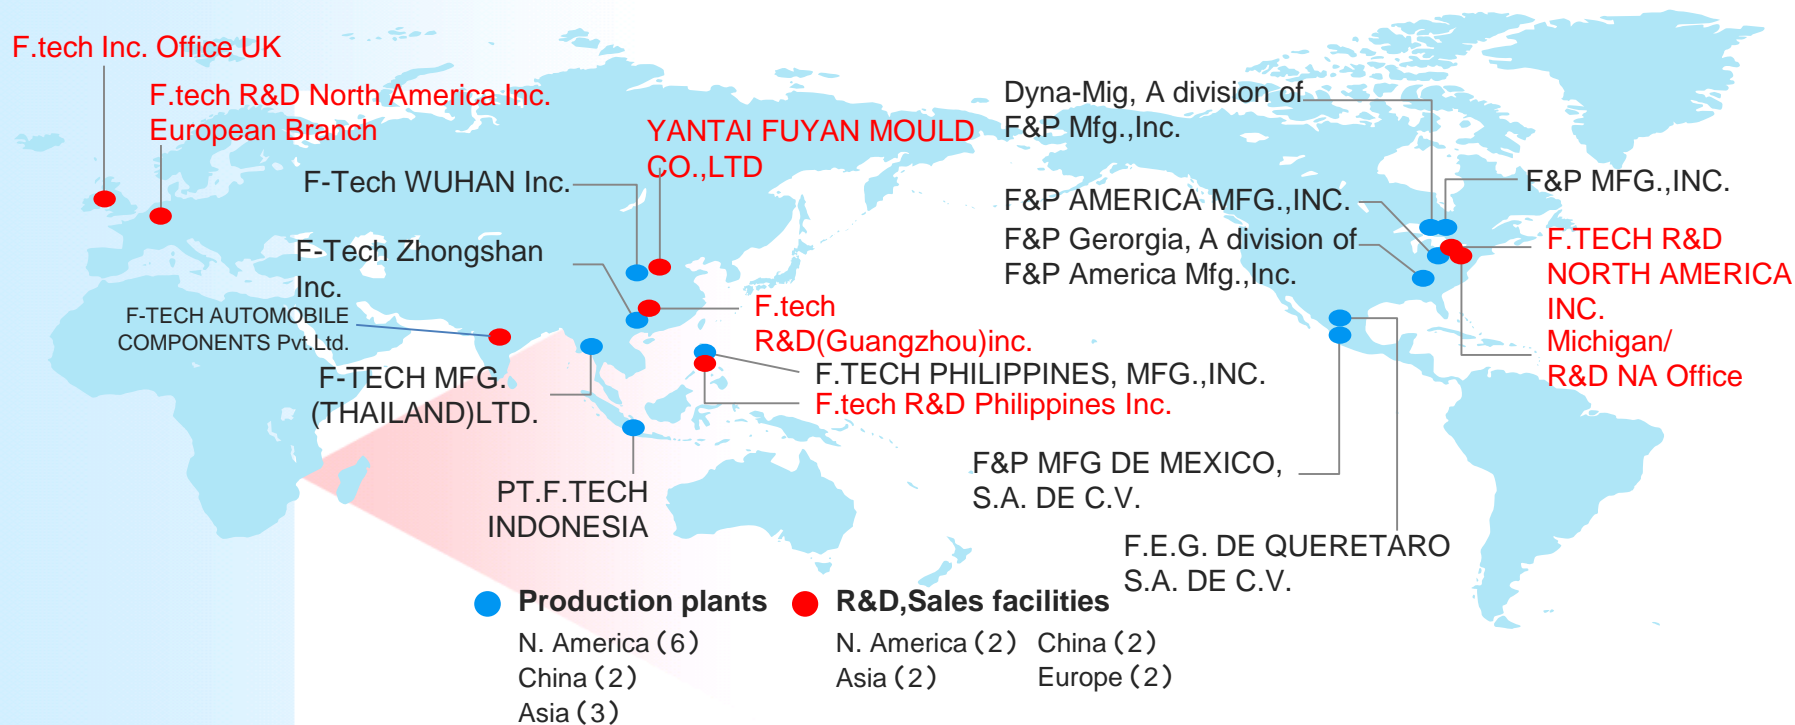 F.tech Inc. Office UK
F.tech R&D North America Inc.
European Branch
YANTAI FUYAN MOULD
CO.,LTD
F-Tech WUHAN Inc.
F-Tech Zhongshan
Inc.
F-TECH AUTOMOBILE
COMPONENTS Pvt.Ltd.
F-TECH MFG.
(THAILAND)LTD.
PT.F.TECH
INDONESIA
F.tech
R&D(Guangzhou)inc.
F.TECH PHILIPPINES, MFG.,INC.
F.tech R&D Philippines Inc.
Dyna-Mig, A division of
F&P Mfg.,Inc.
F&P AMERICA MFG.,INC.
F&P Gerorgia, A division of
F&P America Mfg.,Inc.
F&P MFG.,INC.
F.TECH R&D
NORTH AMERICA
INC.
Michigan/
R&D NA Office
F&P MFG DE MEXICO,
S.A. DE C.V.
F.E.G. DE QUERETARO
S.A. DE C.V.
Production plants
N. America(6)
China(2)
Asia(3)
R&D,Sales facilities
N. America(2) China(2)
Asia(2) Europe(2)